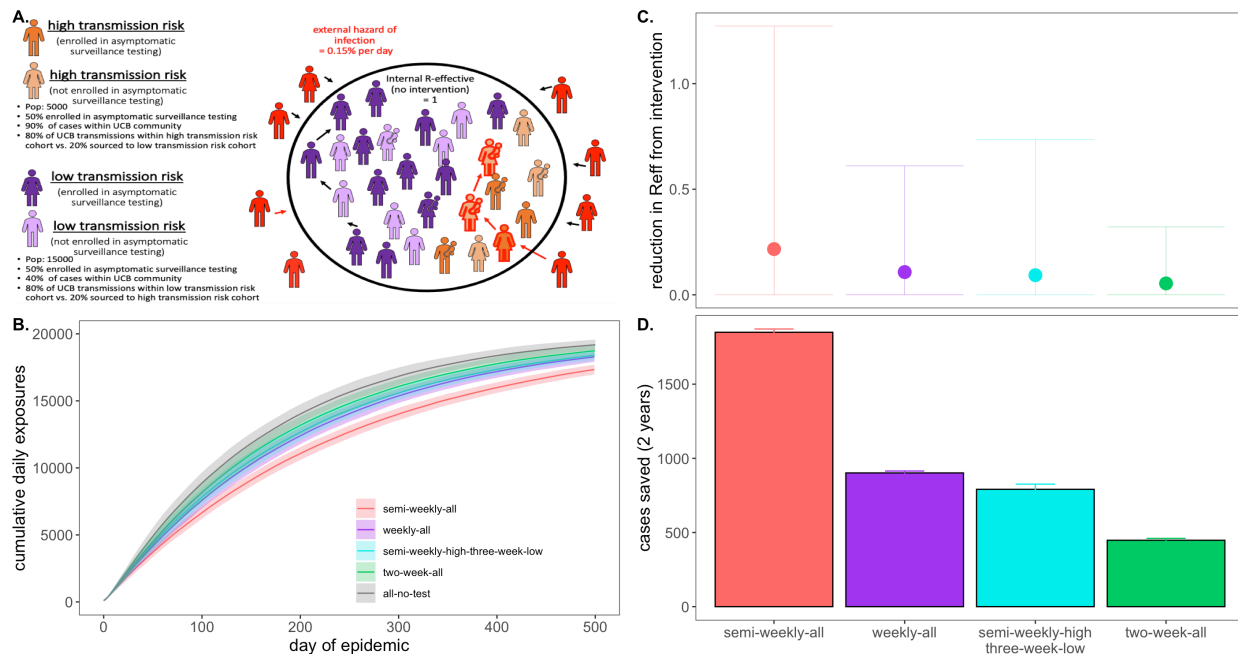 A.
high transmission risk
(enrolled in asymptomatic
surveillance testing)
high transmission risk
(not enrolled in asymptomatic
surveillance testing)
• Pop: 5000
• 50% enrolled in asymptomatic surveillance testing
• 90% of cases within UCB community
• 80% of UCB transmissions within high transmission risk
cohort vs. 20% sourced to low transmission risk cohort
low transmission risk
(enrolled in asymptomatic
surveillance testing)
low transmission risk
(not enrolled in asymptomatic
surveillance testing)
• Pop: 15000
• 50% enrolled in asymptomatic surveillance testing
• 40% of cases within UCB community
• 80% of UCB transmissions within low transmission risk
cohort vs. 20% sourced to high transmission risk cohort
external hazard of
infection
= 0.15% per day
Internal R-effective
(no intervention)
= 1
B.
cumulative daily exposures
20000
15000
10000
5000
0
0 100 200 300 400 500
day of epidemic
semi-weekly-all
weekly-all
semi-weekly-high-three-week-low
two-week-all
all-no-test
C.
reduction in Reff from intervention
1.0
0.5
0.0
D.
cases saved (2 years)
1500
1000
500
0
semi-weekly-all weekly-all semi-weekly-high two-week-all
three-week-low